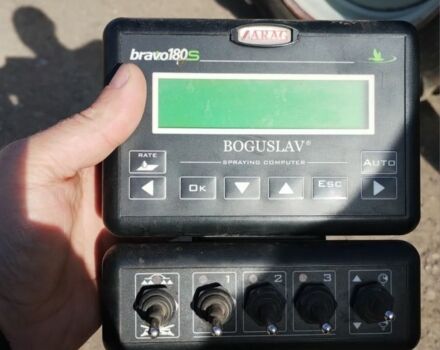 ARAG
bravo180S
BOGUSLAV®
SPRAYING COMPUTER
RATE
AUTO
OK
ESC
1 2 3